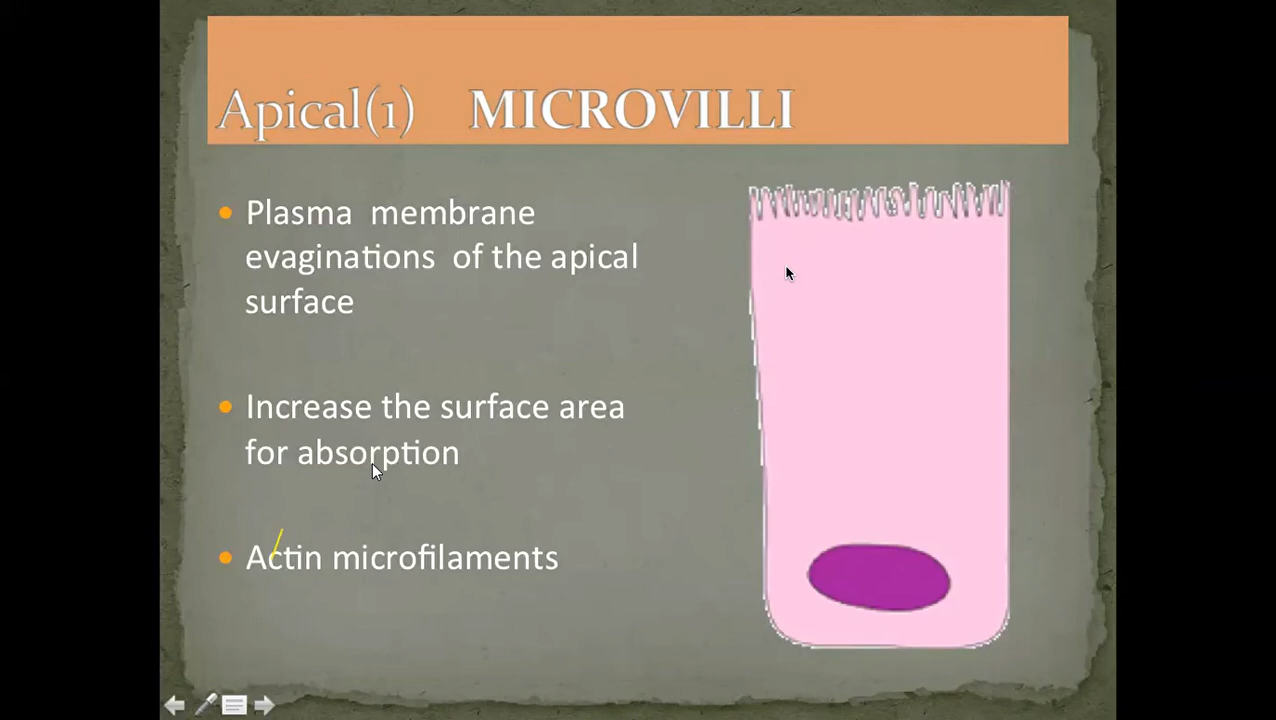 Apical(1) MICROVILLI
Plasma membrane
evaginations of the apical
surface
Increase the surface area
for absorption
Actin microfilaments